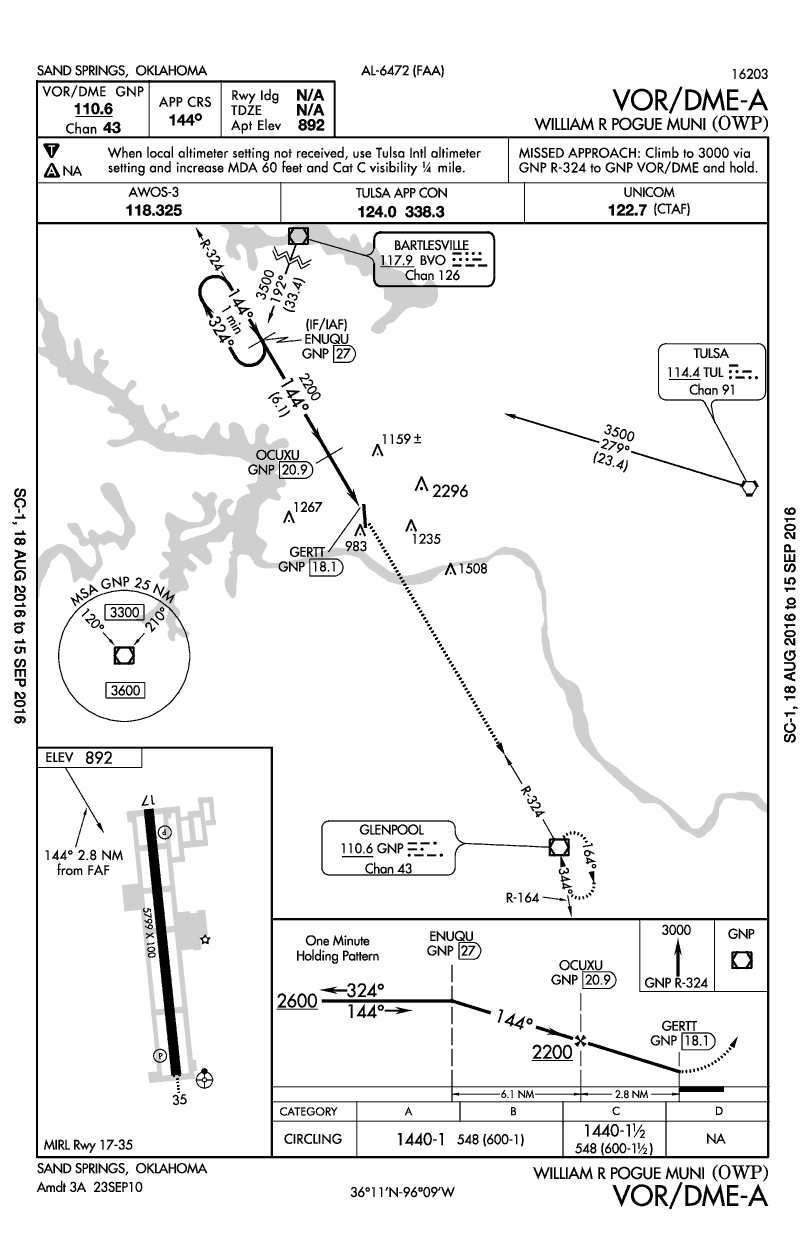 SAND SPRINGS, OKLAHOMA
AL-6472 (FAA)
16203
VOR/DME GNP
110.6
Chan 43
APP CRS
144°
Rwy Idg N/A
TDZE N/A
Apt Elev 892
VOR/DME-A
WILLIAM R POGUE MUNI (OWP)
T
A NA
When local altimeter setting not received, use Tulsa Intl altimeter
setting and increase MDA 60 feet and Cat C visibility ¼ mile.
MISSED APPROACH: Climb to 3000 via
GNP R-324 to GNP VOR/DME and hold.
AWOS-3
118.325
TULSA APP CON
124.0 338.3
UNICOM
122.7 (CTAF)
R-324
144°
1 min
324°
3500
192°
(33.4)
BARTLESVILLE
117.9 BVO
Chan 126
(IF/IAF)
ENUQU
GNP 27
2200
144°
(6.1)
TULSA
114.4 TUL
Chan 91
3500
279°
(23.4)
OCUXU
GNP 20.9
1159 ±
2296
1267
983
1235
GERTT
GNP 18.1
1508
MSA GNP 25 NM
3300
120°
210°
3600
R-324
GLENPOOL
110.6 GNP
Chan 43
164°
344°
R-164
ELEV 892
17
P
144° 2.8 NM
from FAF
5799 X 100
P
35
MIRL Rwy 17-35
One Minute
Holding Pattern
ENUQU
GNP 27
OCUXU
GNP 20.9
3000
GNP R-324
GNP
2600
324°
144°
144°
2200
GERTT
GNP 18.1
6.1 NM
2.8 NM
CATEGORY A B C D
CIRCLING 1440-1 548 (600-1) 1440-1½ NA
548 (600-1½)
SAND SPRINGS, OKLAHOMA
Amdt 3A 23SEP10
36°11'N-96°09'W
WILLIAM R POGUE MUNI (OWP)
VOR/DME-A
SC-1, 18 AUG 2016 to 15 SEP 2016
SC-1, 18 AUG 2016 to 15 SEP 2016